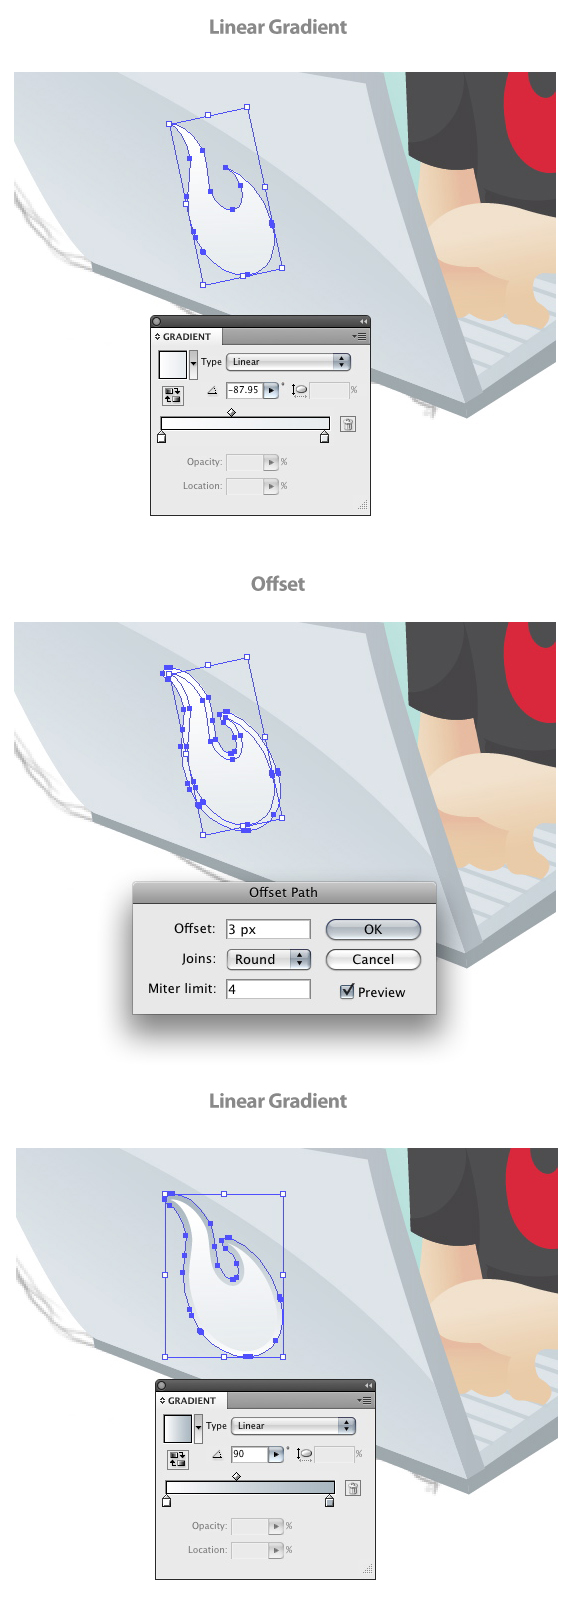 Linear Gradient
GRADIENT
Type Linear
-87.95 ° %
Opacity: %
Location: %
Offset
Offset Path
Offset: 3 px OK
Joins: Round Cancel
Miter limit: 4 Preview
Linear Gradient
GRADIENT
Type Linear
90 ° %
Opacity: %
Location: %